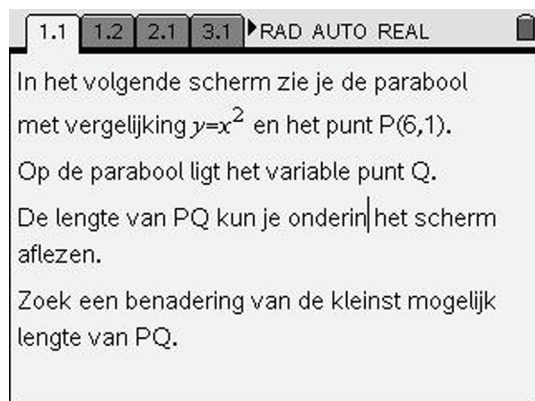 1.1 1.2 2.1 3.1 RAD AUTO REAL
In het volgende scherm zie je de parabool
met vergelijking y=x² en het punt P(6,1).
Op de parabool ligt het variable punt Q.
De lengte van PQ kun je onderin het scherm
aflezen.
Zoek een benadering van de kleinst mogelijk
lengte van PQ.